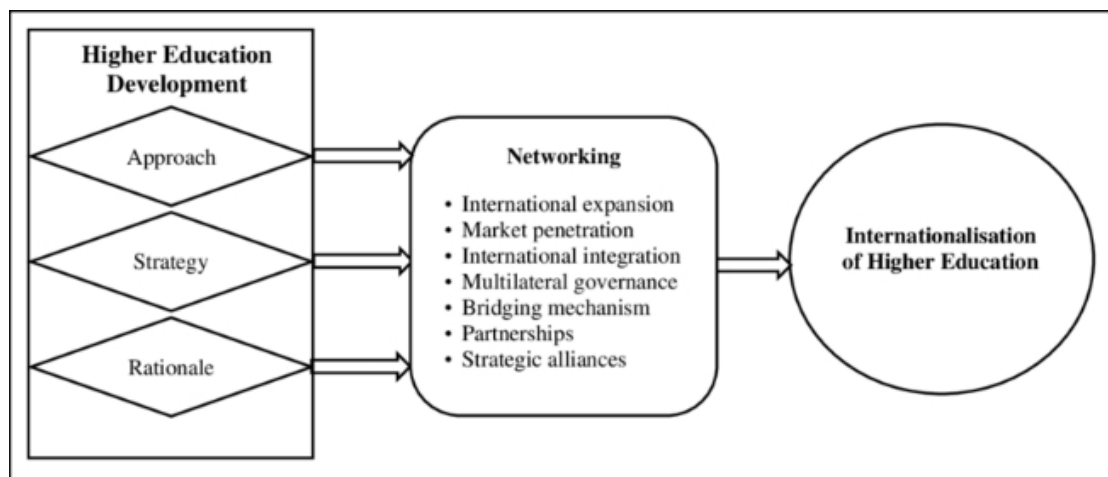 Higher Education
Development
Approach
Strategy
Rationale
Networking
• International expansion
• Market penetration
• International integration
• Multilateral governance
• Bridging mechanism
• Partnerships
• Strategic alliances
Internationalisation
of Higher Education